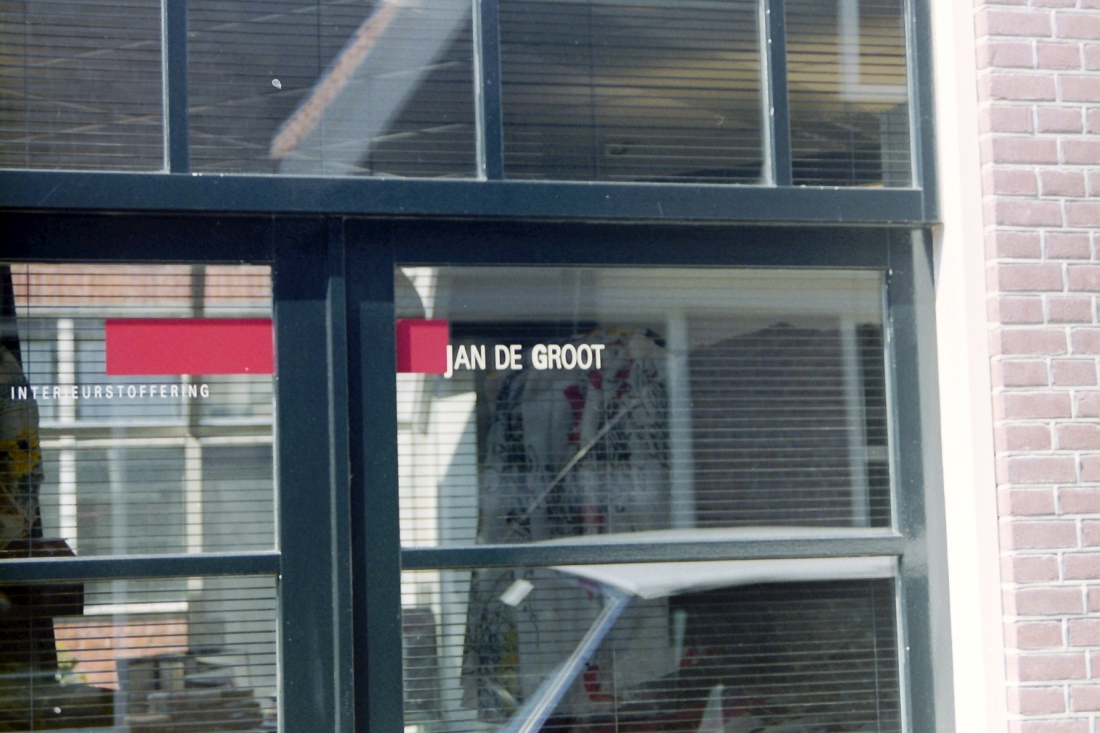 JAN DE GROOT
INTERIEURSTOFFERING